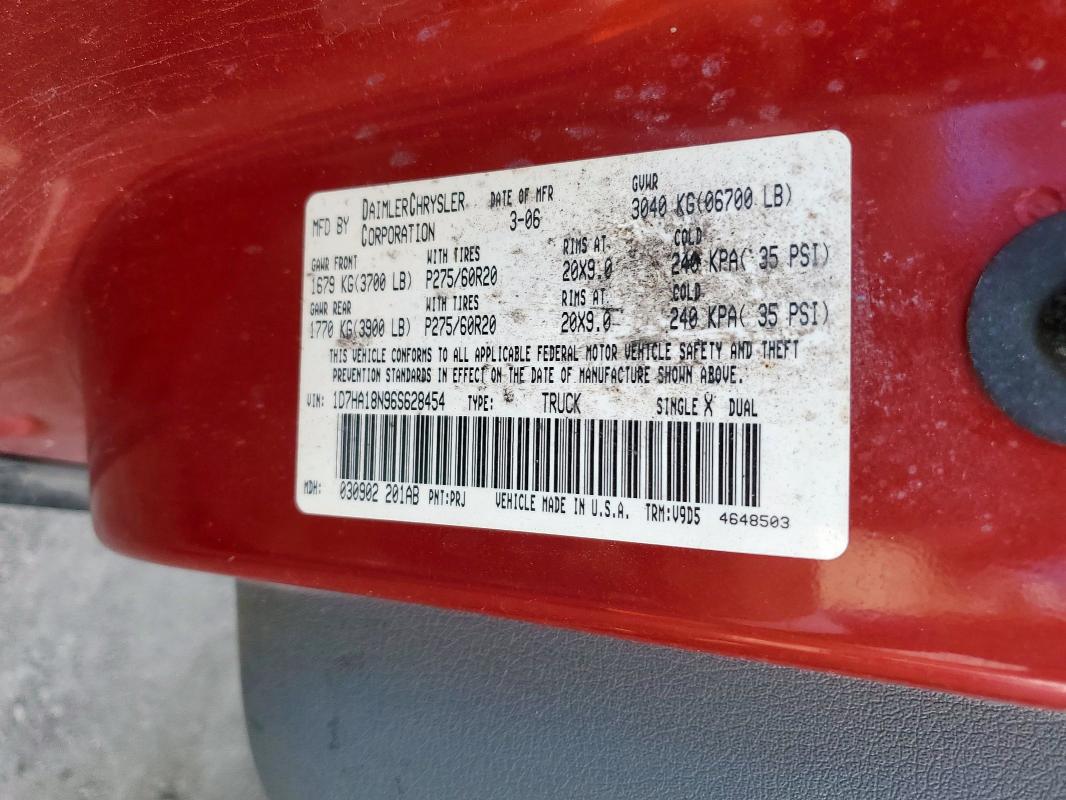 MFD BY DAIMLERCHRYSLER CORPORATION DATE OF MFR 3-06 GVWR 3040 KG(06700 LB)
GAWR FRONT WITH TIRES RIMS AT COLD
1679 KG(3700 LB) P275/60R20 20X9.0 240 KPA( 35 PSI)
GAWR REAR WITH TIRES RIMS AT COLD
1770 KG(3900 LB) P275/60R20 20X9.0 240 KPA( 35 PSI)
THIS VEHICLE CONFORMS TO ALL APPLICABLE FEDERAL MOTOR VEHICLE SAFETY AND THEFT
PREVENTION STANDARDS IN EFFECT ON THE DATE OF MANUFACTURE SHOWN ABOVE.
VIN: 1D7HA18N96S628454 TYPE: TRUCK SINGLE X DUAL
MDH: 030902 201AB PNT:PRJ VEHICLE MADE IN U.S.A. TRM:V9D5 4648503